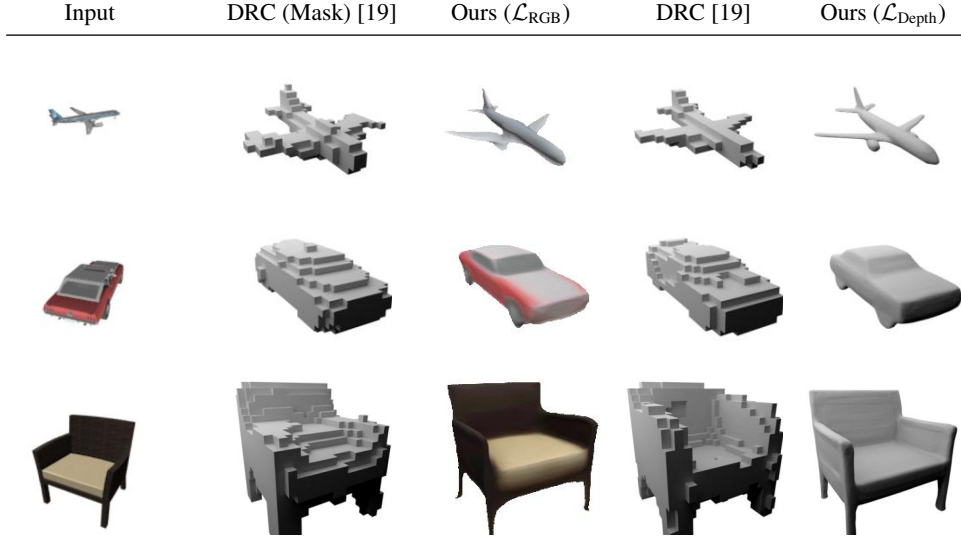 Input DRC (Mask) [19] Ours (ℒRGB) DRC [19] Ours (ℒDepth)